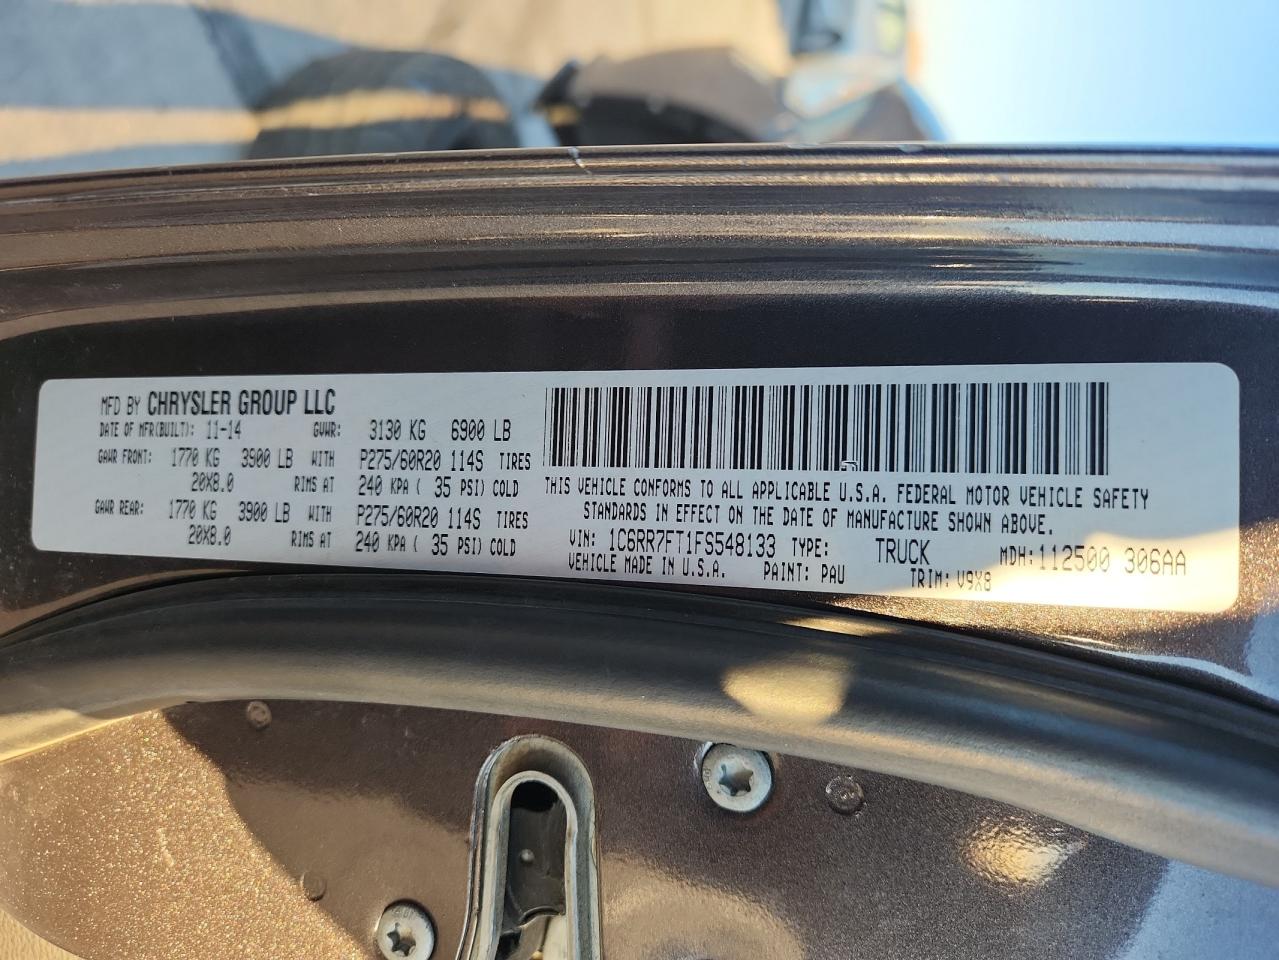 MFD BY CHRYSLER GROUP LLC
DATE OF MFR(BUILT): 11-14 GVWR: 3130 KG 6900 LB
GAWR FRONT: 1770 KG 3900 LB WITH P275/60R20 114S TIRES
20X8.0 RIMS AT 240 KPA ( 35 PSI) COLD
GAWR REAR: 1770 KG 3900 LB WITH P275/60R20 114S TIRES
20X8.0 RIMS AT 240 KPA ( 35 PSI) COLD
THIS VEHICLE CONFORMS TO ALL APPLICABLE U.S.A. FEDERAL MOTOR VEHICLE SAFETY
STANDARDS IN EFFECT ON THE DATE OF MANUFACTURE SHOWN ABOVE.
VIN: 1C6RR7FT1FS548133 TYPE: TRUCK MDH: 112500 306AA
VEHICLE MADE IN U.S.A. PAINT: PAU TRIM: V9X8